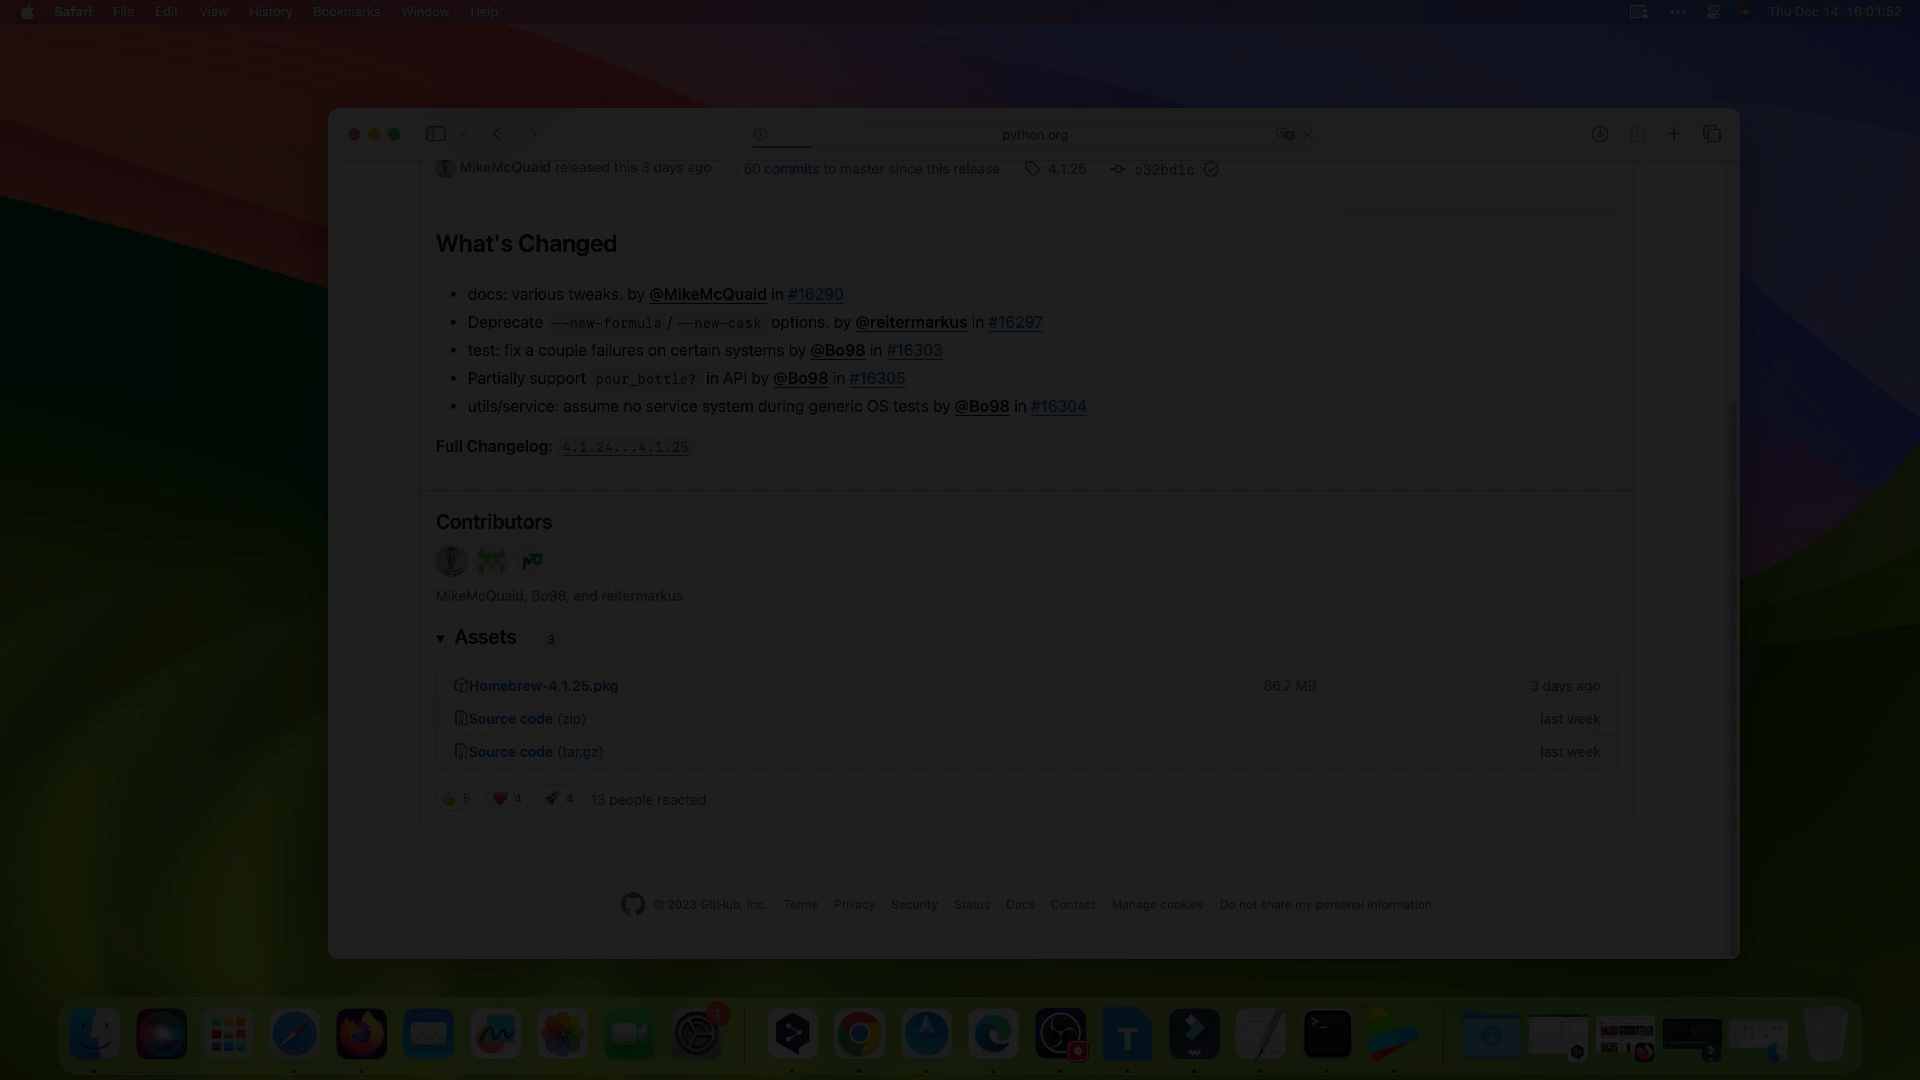 Safari File Edit View History Bookmarks Window Help Thu Dec 14 16:01:52
python.org
MikeMcQuaid released this 3 days ago · 50 commits to master since this release 4.1.25 c32bd1c
What's Changed
• docs: various tweaks. by @MikeMcQuaid in #16290
• Deprecate --new-formula / --new-cask options. by @reitermarkus in #16297
• test: fix a couple failures on certain systems by @Bo98 in #16303
• Partially support pour_bottle? in API by @Bo98 in #16305
• utils/service: assume no service system during generic OS tests by @Bo98 in #16304
Full Changelog: 4.1.24...4.1.25
Contributors
MikeMcQuaid, Bo98, and reitermarkus
Assets 3
Homebrew-4.1.25.pkg 86.7 MB 3 days ago
Source code (zip) last week
Source code (tar.gz) last week
👍 5 ❤️ 4 🚀 4 13 people reacted
© 2023 GitHub, Inc. Terms Privacy Security Status Docs Contact Manage cookies Do not share my personal information
1
T
>_